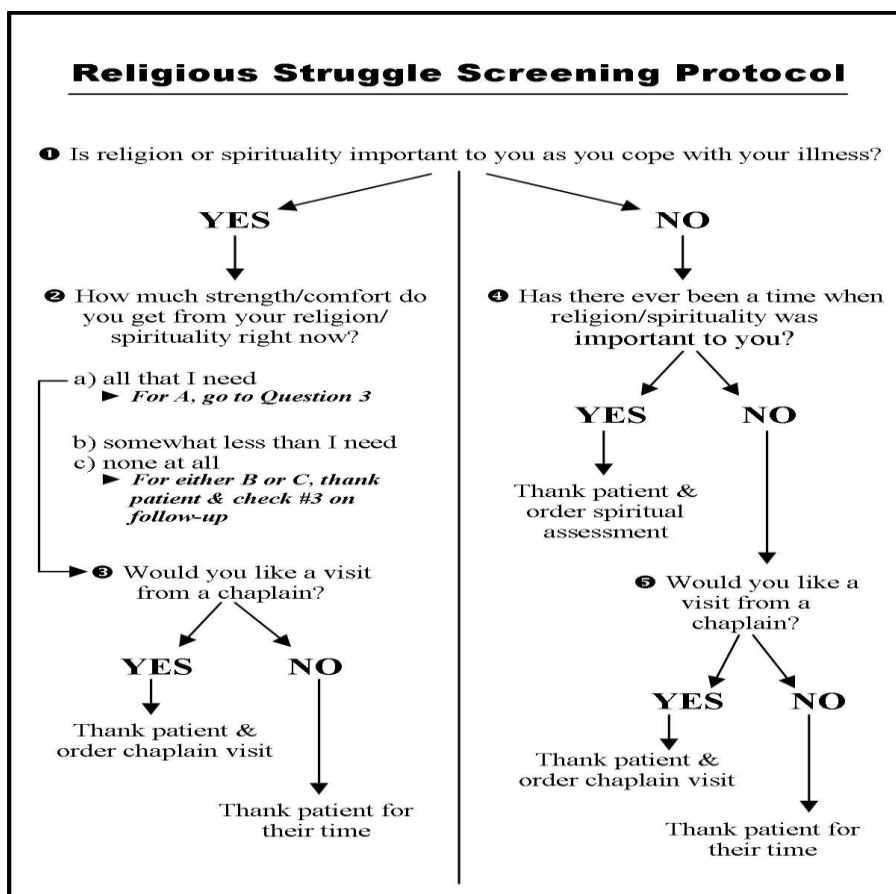 Religious Struggle Screening Protocol
❶ Is religion or spirituality important to you as you cope with your illness?
YES
❷ How much strength/comfort do
you get from your religion/
spirituality right now?
a) all that I need
► For A, go to Question 3
b) somewhat less than I need
c) none at all
► For either B or C, thank
patient & check #3 on
follow-up
❸ Would you like a visit
from a chaplain?
YES
NO
Thank patient &
order chaplain visit
Thank patient for
their time
NO
❹ Has there ever been a time when
religion/spirituality was
important to you?
YES
NO
Thank patient &
order spiritual
assessment
❺ Would you like a
visit from a
chaplain?
YES
NO
Thank patient &
order chaplain visit
Thank patient for
their time